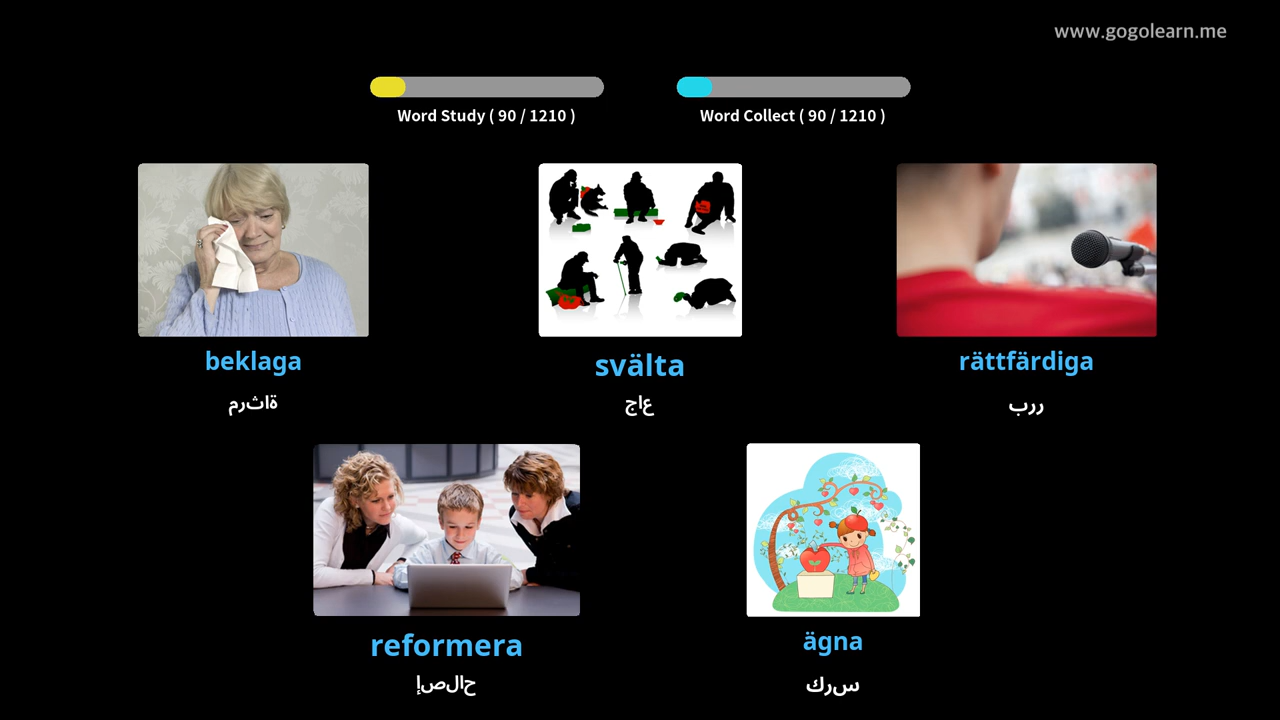 www.gogolearn.me
Word Study ( 90 / 1210 )
Word Collect ( 90 / 1210 )
beklaga
ةاثرم
svälta
عاج
rättfärdiga
ررب
reformera
حالصإ
ägna
سرك